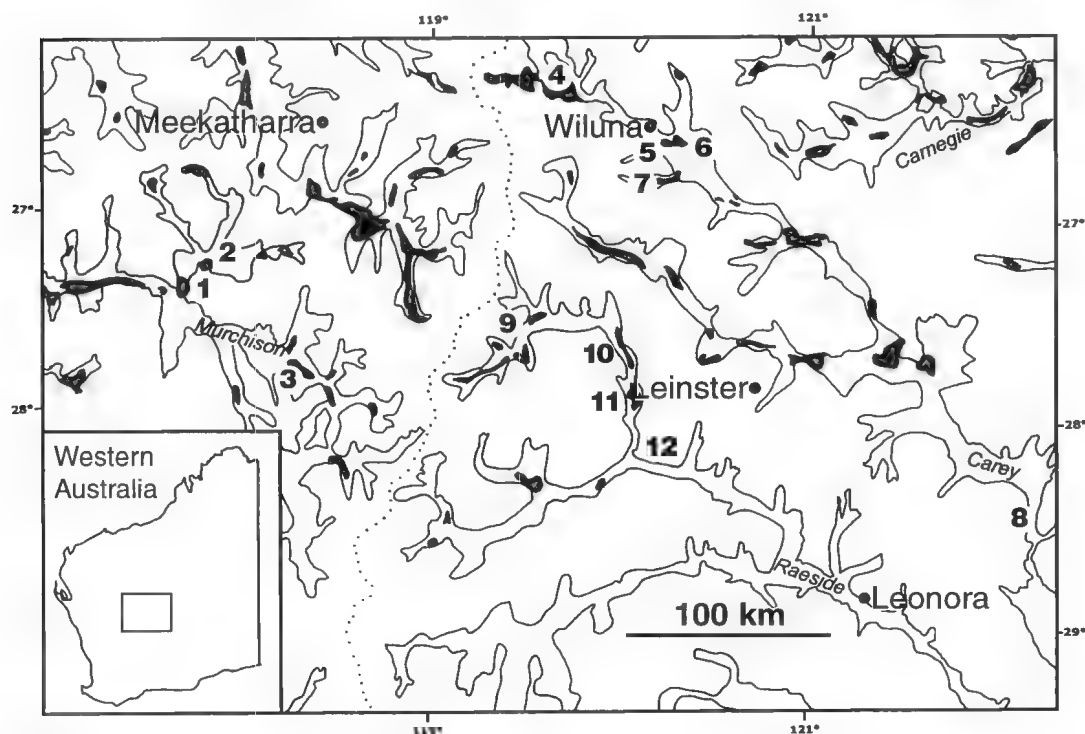 119°
121°
4
Meekatharra
Wiluna
5
6
Carnegie
7
27°
27°
2
1
9
Murchison
10
3
Leinster
11
28°
28°
12
Western
Australia
Carey
8
Raeside
Leonora
100 km
29°
121°